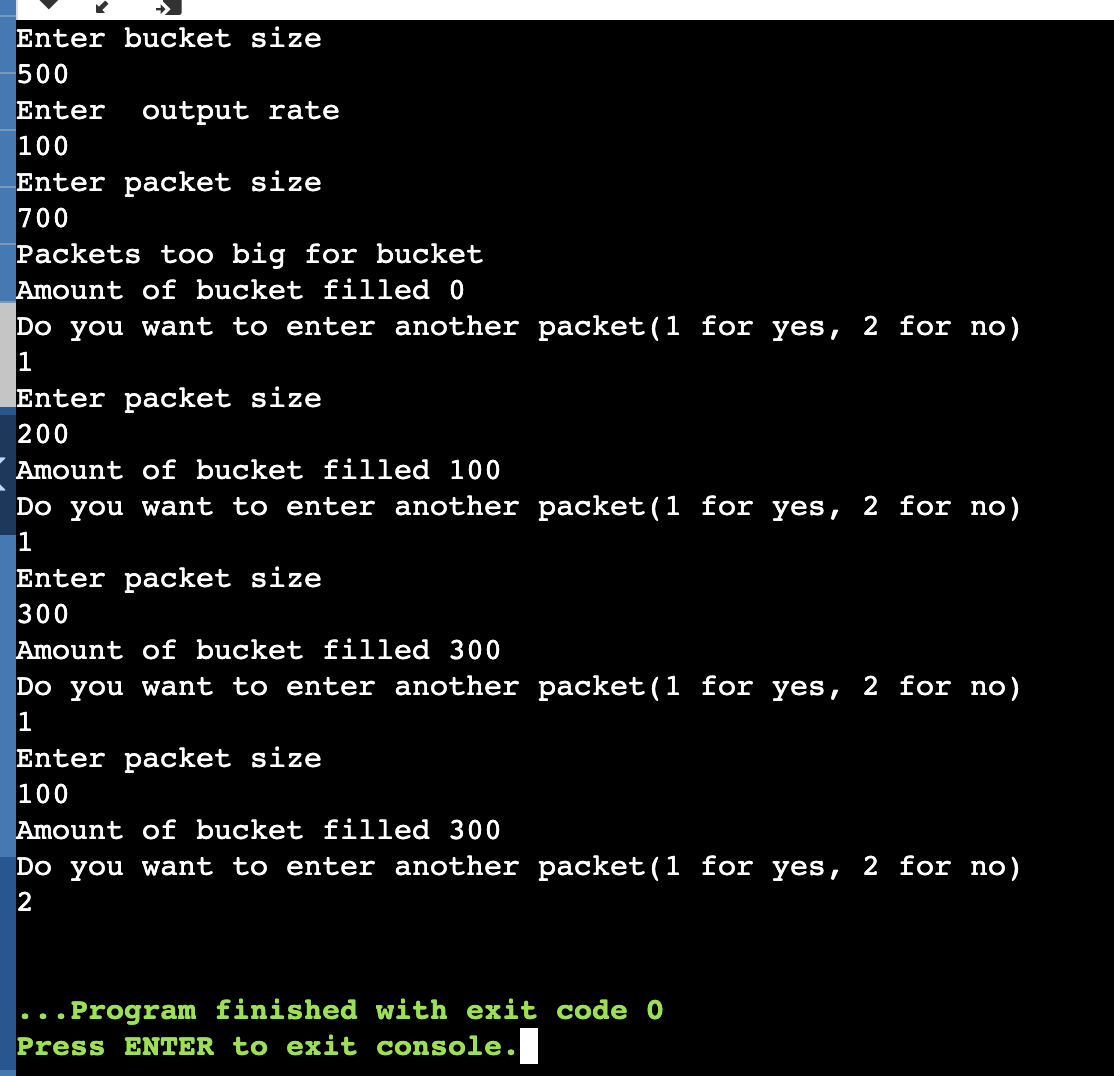 Enter bucket size
500
Enter  output rate
100
Enter packet size
700
Packets too big for bucket
Amount of bucket filled 0
Do you want to enter another packet(1 for yes, 2 for no)
1
Enter packet size
200
Amount of bucket filled 100
Do you want to enter another packet(1 for yes, 2 for no)
1
Enter packet size
300
Amount of bucket filled 300
Do you want to enter another packet(1 for yes, 2 for no)
1
Enter packet size
100
Amount of bucket filled 300
Do you want to enter another packet(1 for yes, 2 for no)
2
...Program finished with exit code 0
Press ENTER to exit console.